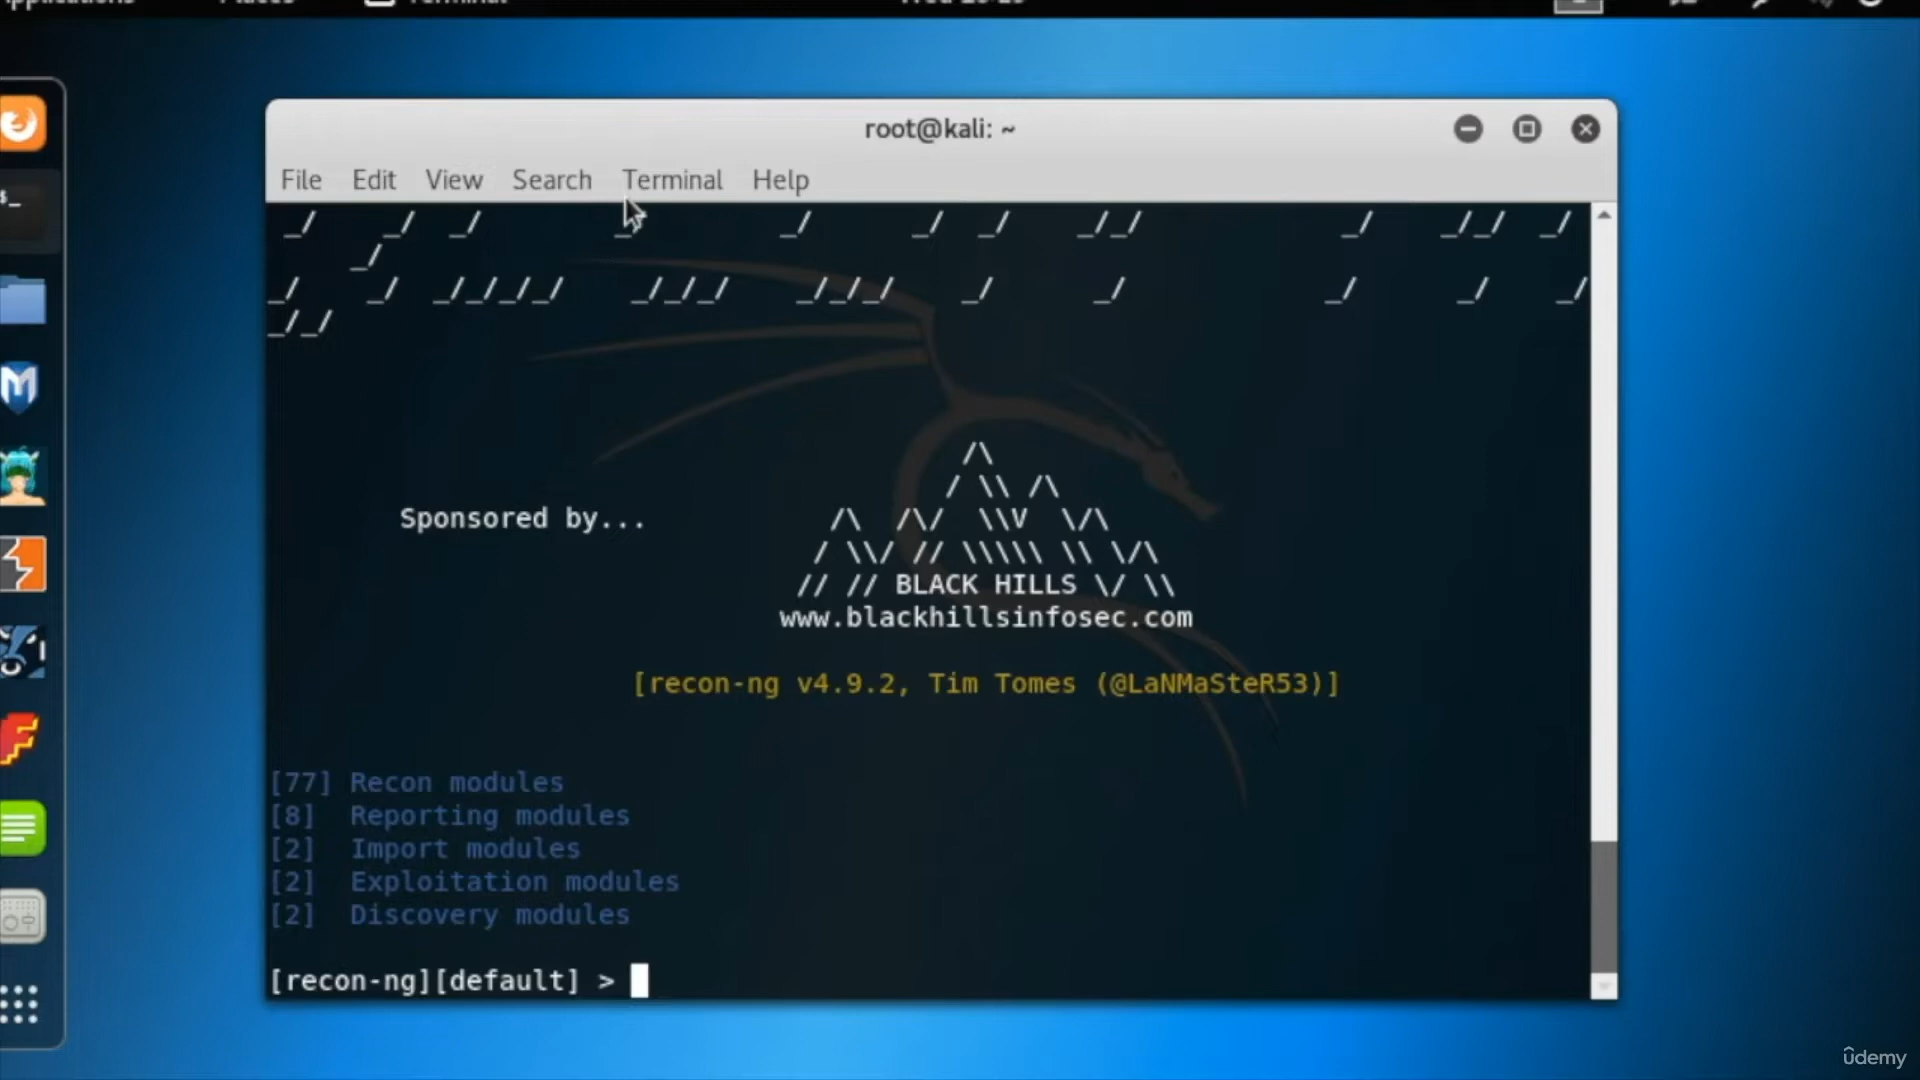 Terminal
root@kali: ~
File Edit View Search Terminal Help
Sponsored by...
BLACK HILLS
www.blackhillsinfosec.com
[recon-ng v4.9.2, Tim Tomes (@LaNMaSteR53)]
[77] Recon modules
[8] Reporting modules
[2] Import modules
[2] Exploitation modules
[2] Discovery modules
[recon-ng][default] >
ûdemy